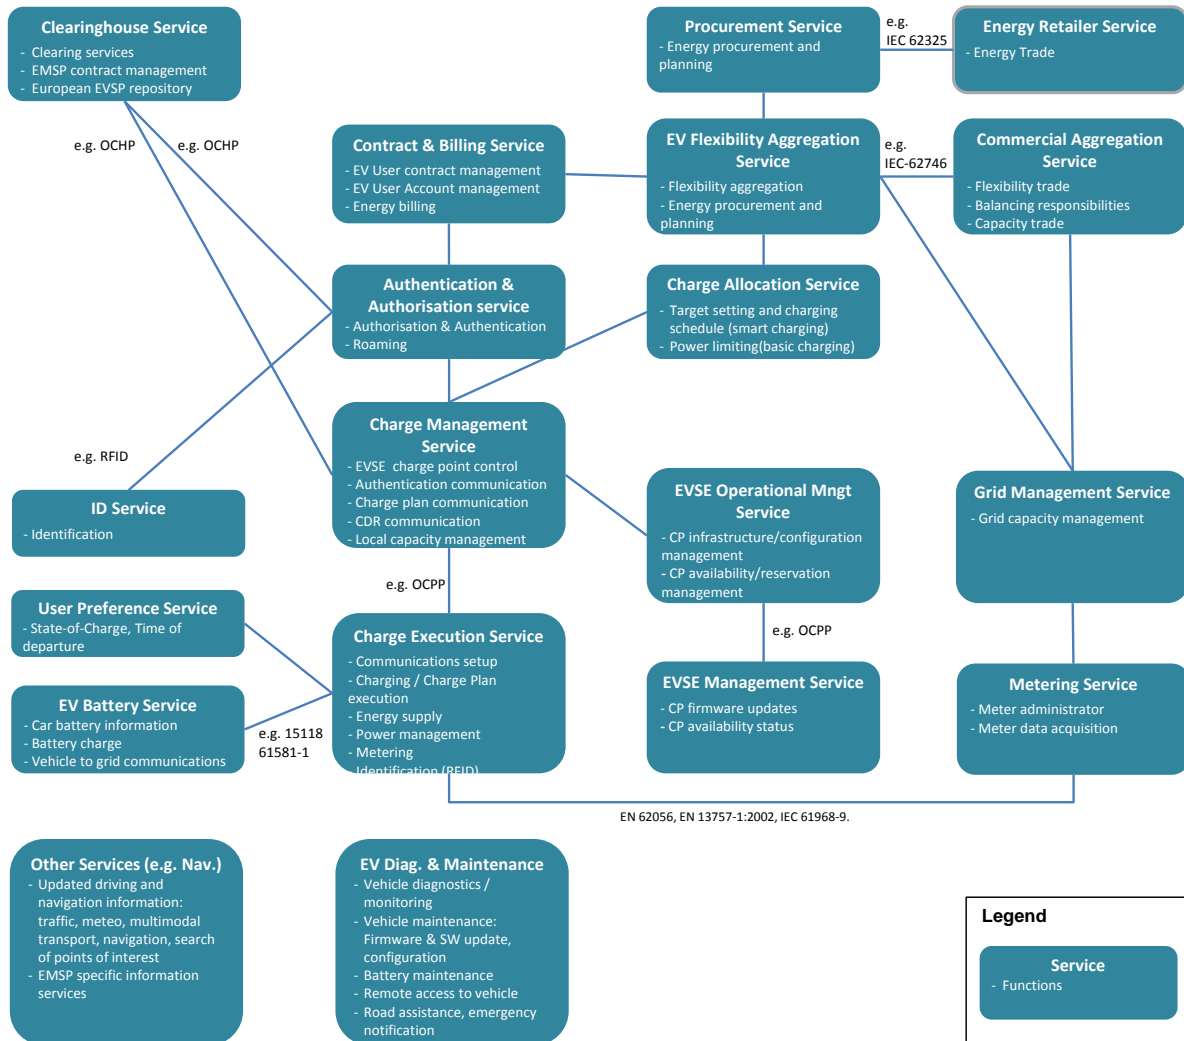 Clearinghouse Service
- Clearing services
- EMSP contract management
- European EVSP repository
Procurement Service
- Energy procurement and
planning
e.g.
IEC 62325
Energy Retailer Service
- Energy Trade
e.g. OCHP
e.g. OCHP
Contract & Billing Service
- EV User contract management
- EV User Account management
- Energy billing
EV Flexibility Aggregation
Service
- Flexibility aggregation
- Energy procurement and
planning
e.g.
IEC-62746
Commercial Aggregation
Service
- Flexibility trade
- Balancing responsibilities
- Capacity trade
Authentication &
Authorisation service
- Authorisation & Authentication
- Roaming
Charge Allocation Service
- Target setting and charging
schedule (smart charging)
- Power limiting(basic charging)
e.g. RFID
Charge Management
Service
- EVSE charge point control
- Authentication communication
- Charge plan communication
- CDR communication
- Local capacity management
ID Service
- Identification
EVSE Operational Mngt
Service
- CP infrastructure/configuration
management
- CP availability/reservation
management
Grid Management Service
- Grid capacity management
e.g. OCPP
User Preference Service
- State-of-Charge, Time of
departure
Charge Execution Service
- Communications setup
- Charging / Charge Plan
execution
- Energy supply
- Power management
- Metering
- Identification (RFID)
e.g. OCPP
EV Battery Service
- Car battery information
- Battery charge
- Vehicle to grid communications
e.g. 15118
61581-1
EVSE Management Service
- CP firmware updates
- CP availability status
Metering Service
- Meter administrator
- Meter data acquisition
EN 62056, EN 13757-1:2002, IEC 61968-9.
Other Services (e.g. Nav.)
- Updated driving and
navigation information:
traffic, meteo, multimodal
transport, navigation, search
of points of interest
- EMSP specific information
services
EV Diag. & Maintenance
- Vehicle diagnostics /
monitoring
- Vehicle maintenance:
Firmware & SW update,
configuration
- Battery maintenance
- Remote access to vehicle
- Road assistance, emergency
notification
Legend
Service
- Functions